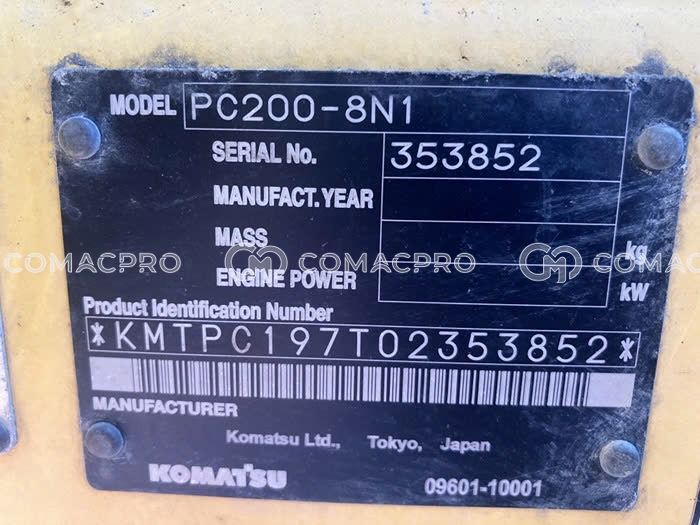 MODEL PC200-8N1
SERIAL No. 353852
MANUFACT.YEAR
MASS kg
COMACPRO COMACPRO COMACPRO
ENGINE POWER kW
Product Identification Number
*KMTPC197T02353852*
MANUFACTURER
Komatsu Ltd., Tokyo, Japan
KOMATSU 09601-10001